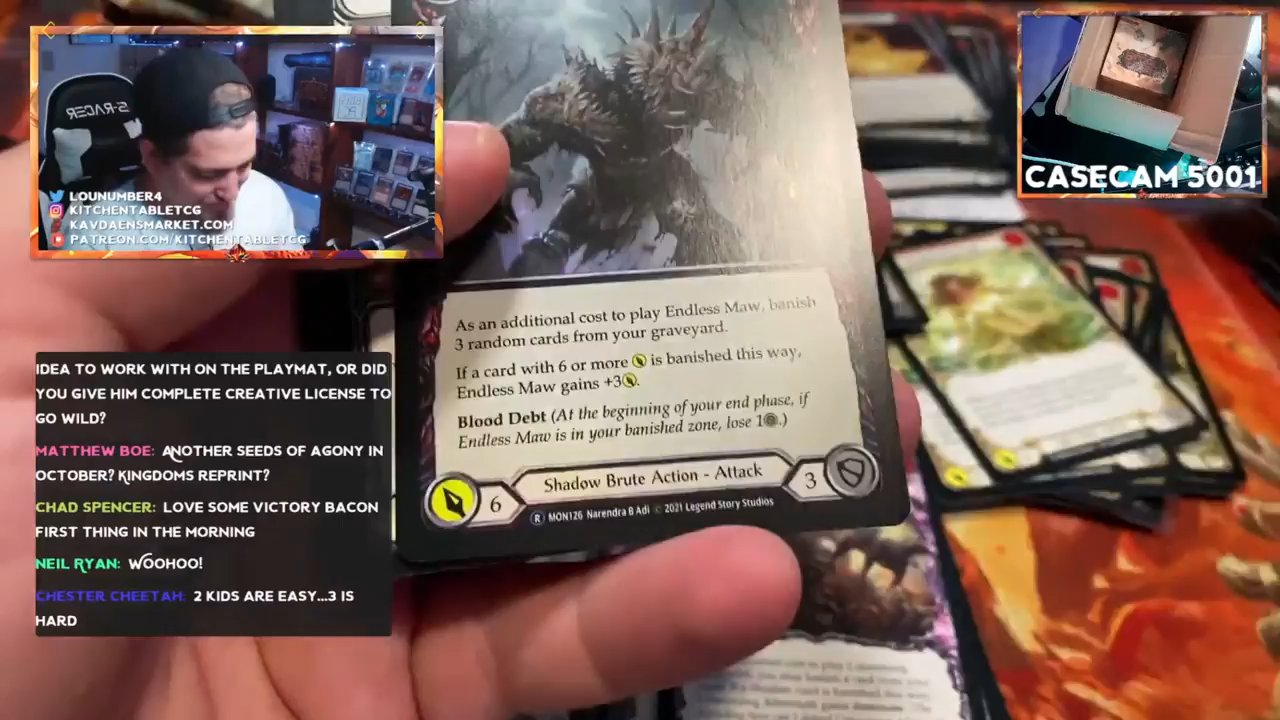 LOUNUMBER4
KITCHENTABLETCG
KAVDAENSMARKET.COM
PATREON.COM/KITCHENTABLETCG
CASECAM 5001
As an additional cost to play Endless Maw, banish
3 random cards from your graveyard.
If a card with 6 or more is banished this way,
Endless Maw gains +3.
Blood Debt (At the beginning of your end phase, if
Endless Maw is in your banished zone, lose 1.)
6
Shadow Brute Action - Attack
3
R MON126 Narendra B Adi © 2021 Legend Story Studios
IDEA TO WORK WITH ON THE PLAYMAT, OR DID
YOU GIVE HIM COMPLETE CREATIVE LICENSE TO
GO WILD?
MATTHEW BOE: ANOTHER SEEDS OF AGONY IN
OCTOBER? KINGDOMS REPRINT?
CHAD SPENCER: LOVE SOME VICTORY BACON
FIRST THING IN THE MORNING
NEIL RYAN: WOOHOO!
CHESTER CHEETAH: 2 KIDS ARE EASY...3 IS
HARD